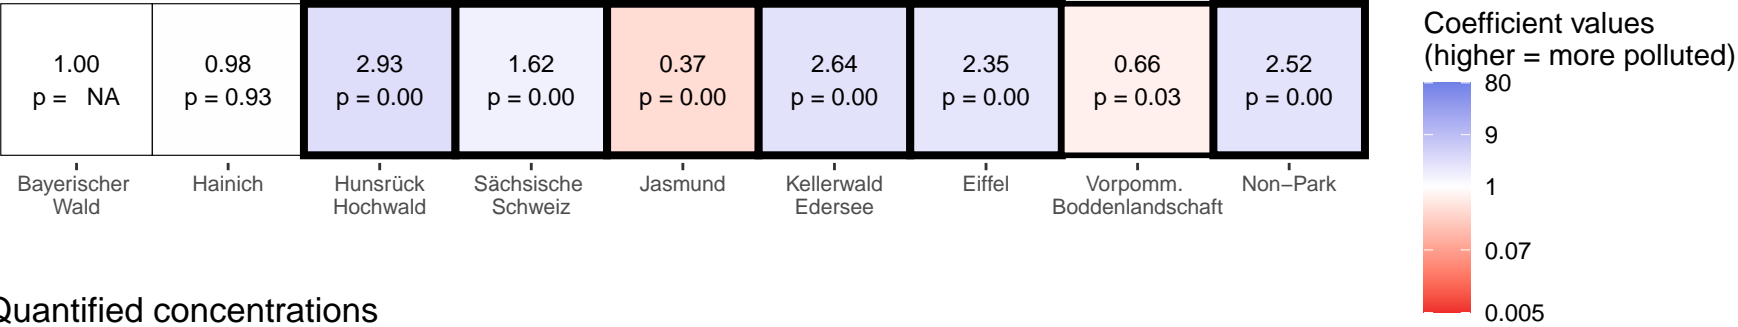 1.00
p = NA
0.98
p = 0.93
2.93
p = 0.00
1.62
p = 0.00
0.37
p = 0.00
2.64
p = 0.00
2.35
p = 0.00
0.66
p = 0.03
2.52
p = 0.00
Bayerischer
Wald
Hainich
Hunsrück
Hochwald
Sächsische
Schweiz
Jasmund
Kellerwald
Edersee
Eiffel
Vorpomm.
Boddenlandschaft
Non−Park
Coefficient values
(higher = more polluted)
80
9
1
0.07
0.005
Quantified concentrations